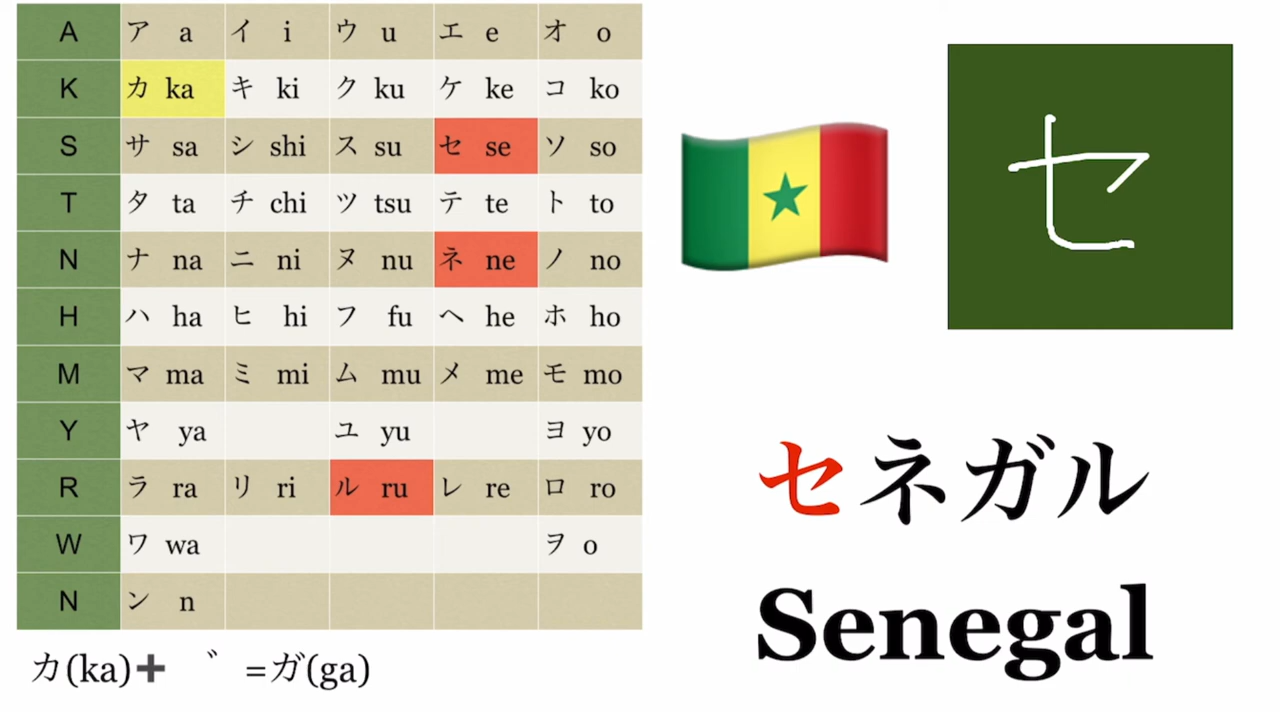 A ア a イ i ウ u エ e オ o
K カ ka キ ki ク ku ケ ke コ ko
S サ sa シ shi ス su セ se ソ so
T タ ta チ chi ツ tsu テ te ト to
N ナ na ニ ni ヌ nu ネ ne ノ no
H ハ ha ヒ hi フ fu ヘ he ホ ho
M マ ma ミ mi ム mu メ me モ mo
Y ヤ ya ユ yu ヨ yo
R ラ ra リ ri ル ru レ re ロ ro
W ワ wa ヲ o
N ン n
カ(ka)➕ ゛ =ガ(ga)
セ
セネガル
Senegal